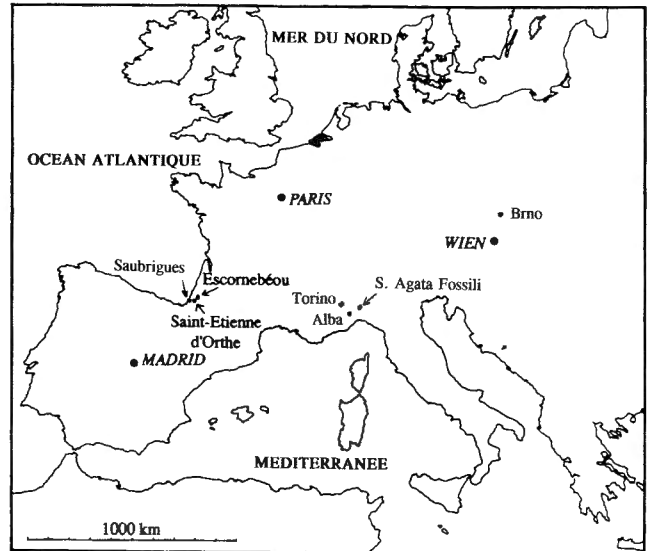 MER DU NORD
OCEAN ATLANTIQUE
PARIS
Brno
WIEN
Saubrigues
Escornebéou
Saint-Etienne
d'Orthe
S. Agata Fossili
Torino
Alba
MADRID
MEDITERRANEE
1000 km